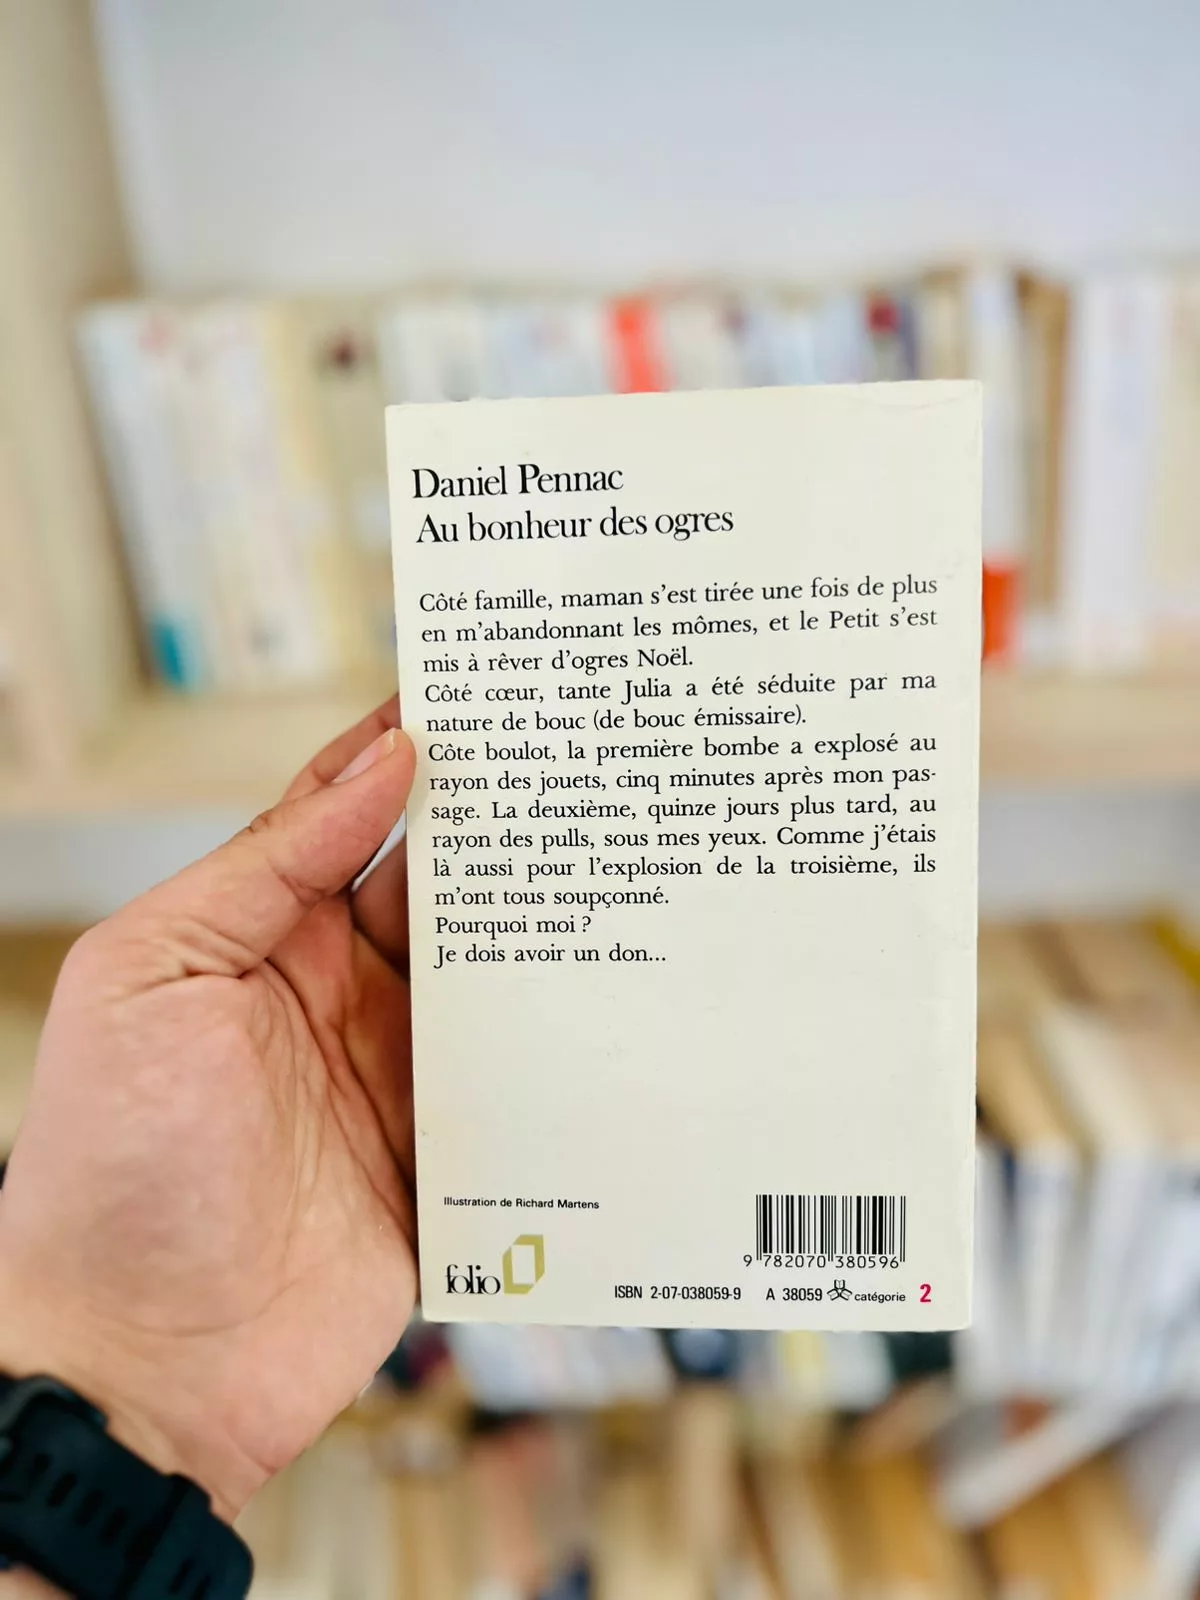 Daniel Pennac
Au bonheur des ogres
Côté famille, maman s'est tirée une fois de plus
en m'abandonnant les mômes, et le Petit s'est
mis à rêver d'ogres Noël.
Côté cœur, tante Julia a été séduite par ma
nature de bouc (de bouc émissaire).
Côte boulot, la première bombe a explosé au
rayon des jouets, cinq minutes après mon pas-
sage. La deuxième, quinze jours plus tard, au
rayon des pulls, sous mes yeux. Comme j'étais
là aussi pour l'explosion de la troisième, ils
m'ont tous soupçonné.
Pourquoi moi ?
Je dois avoir un don...
Illustration de Richard Martens
folio
9 782070 380596
ISBN 2-07-038059-9 A 38059 catégorie 2